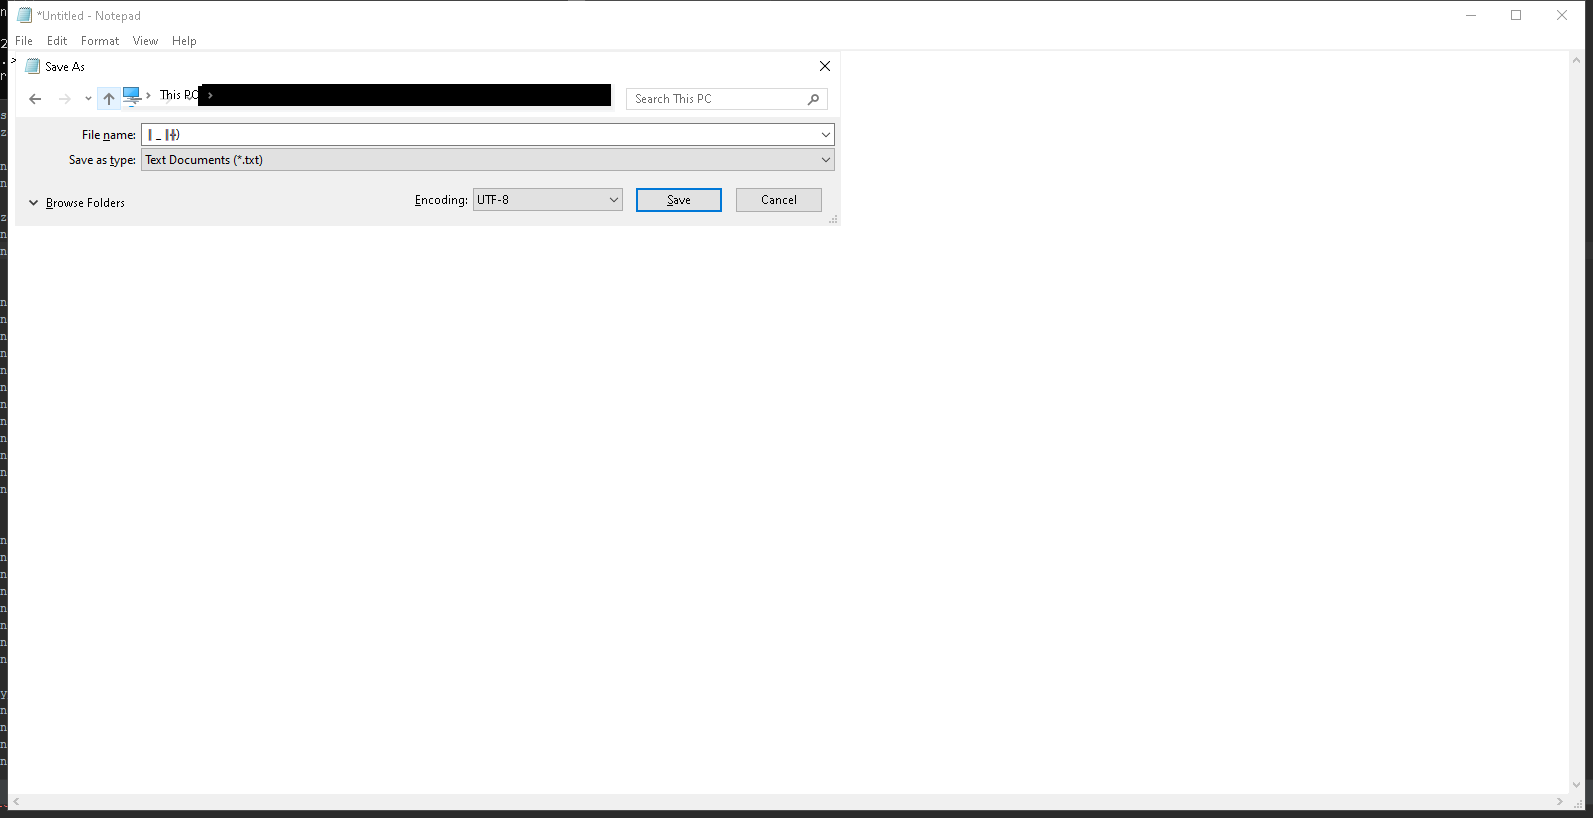 *Untitled - Notepad
File Edit Format View Help
Save As
This PC
Search This PC
File name:
Save as type: Text Documents (*.txt)
Browse Folders
Encoding: UTF-8
Save
Cancel